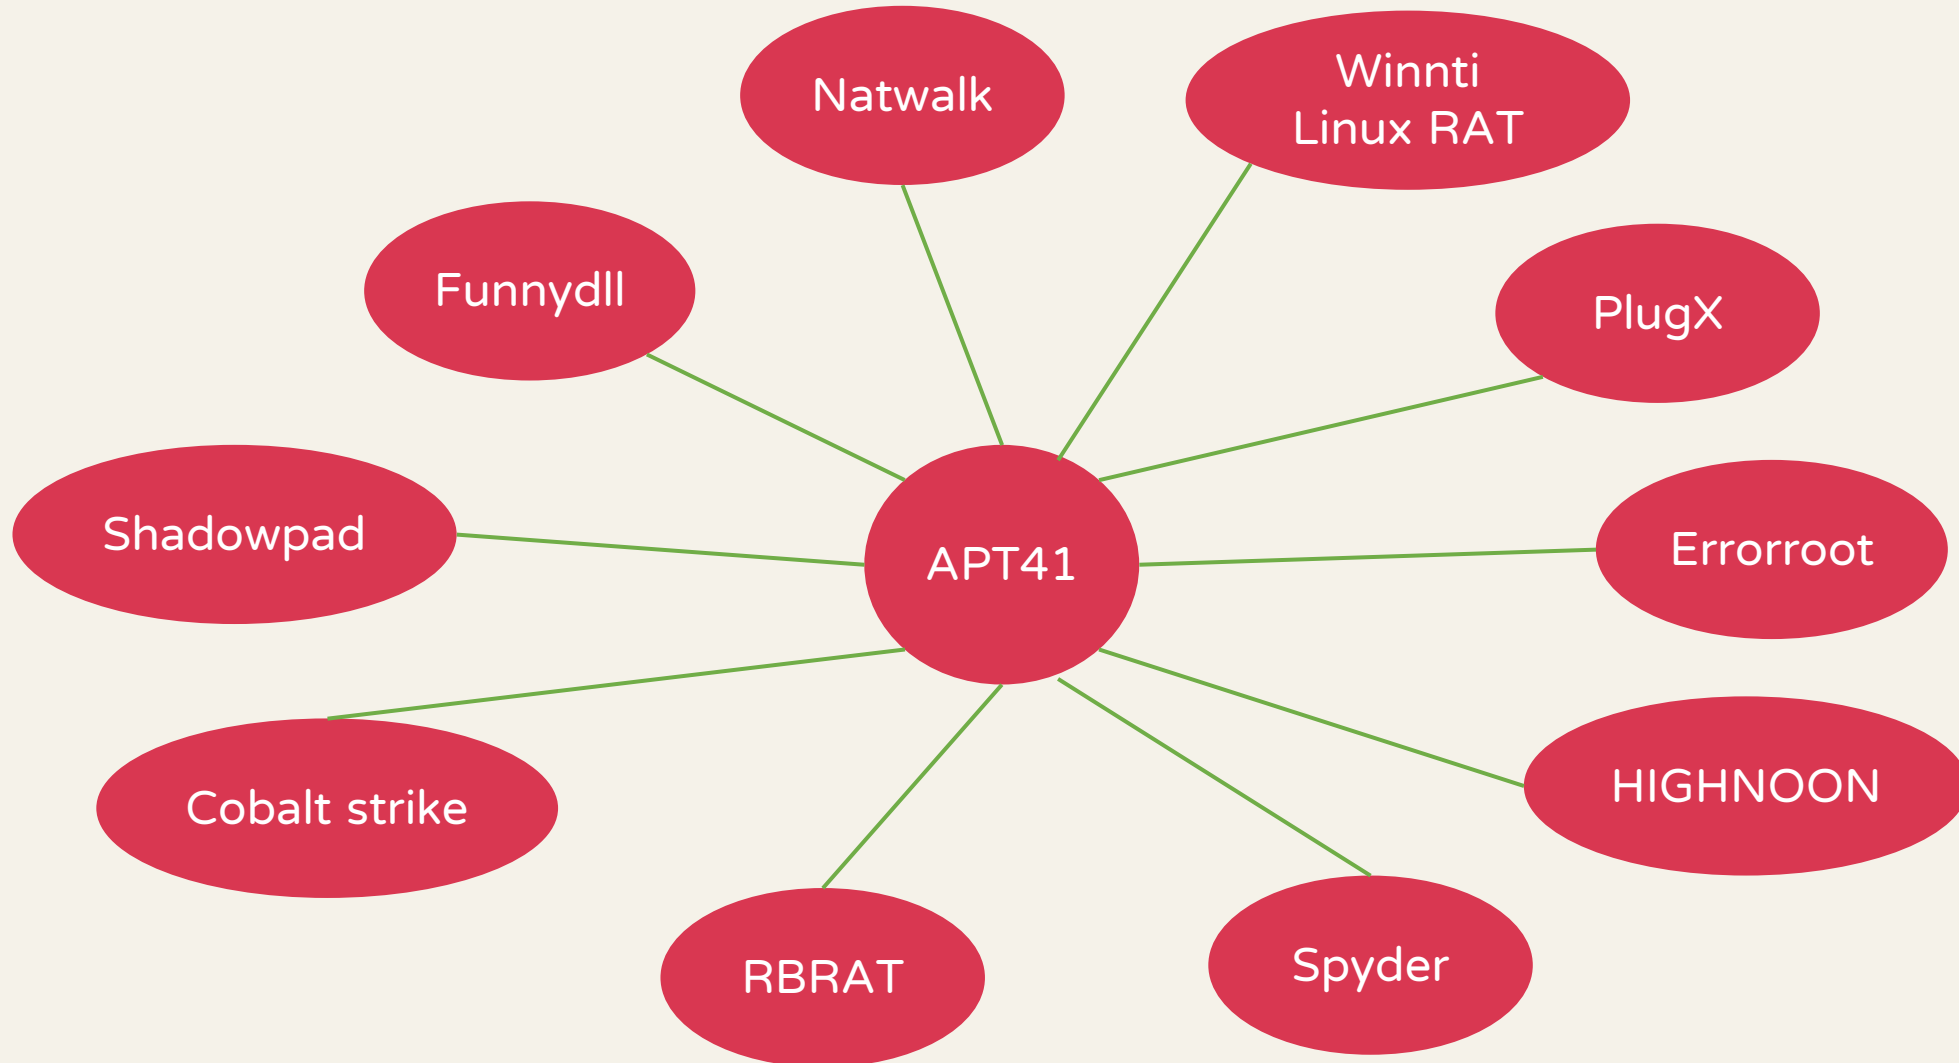 Natwalk
Winnti
Linux RAT
Funnydll
PlugX
Shadowpad
APT41
Errorroot
Cobalt strike
HIGHNOON
RBRAT
Spyder